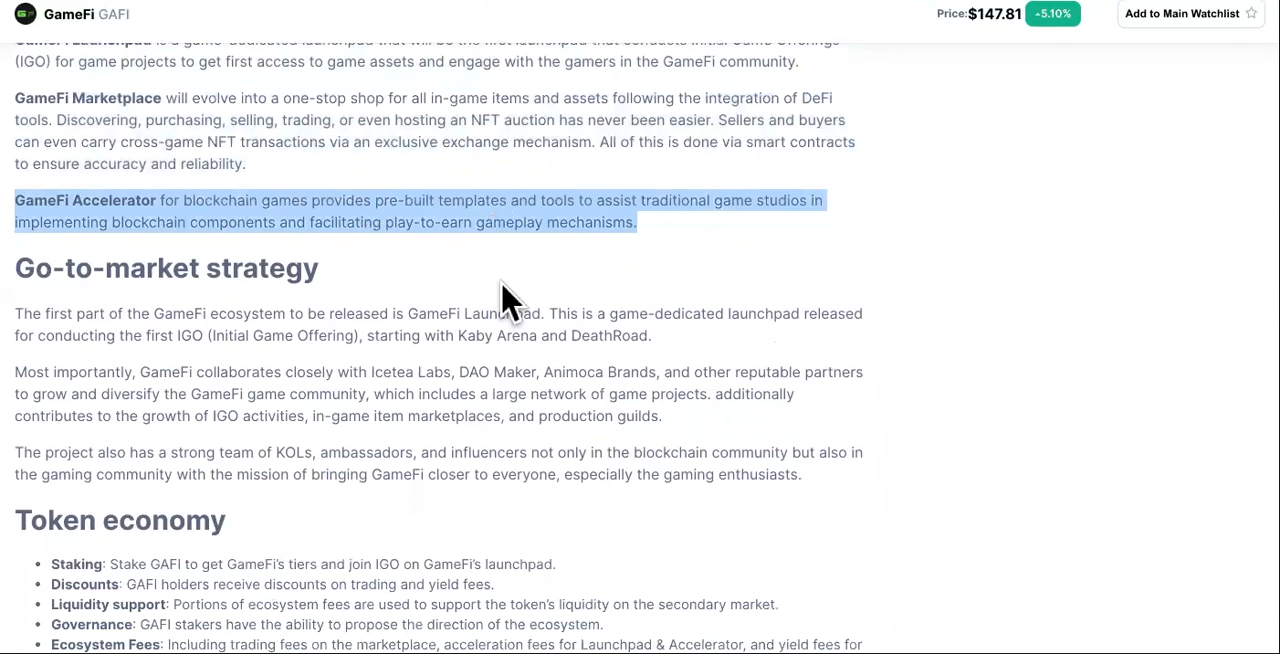 GameFi GAFI
Price:$147.81 5.10%
Add to Main Watchlist
GameFi Launchpad is a game-dedicated launchpad that will be the first launchpad that conducts Initial Game Offerings
(IGO) for game projects to get first access to game assets and engage with the gamers in the GameFi community.
GameFi Marketplace will evolve into a one-stop shop for all in-game items and assets following the integration of DeFi
tools. Discovering, purchasing, selling, trading, or even hosting an NFT auction has never been easier. Sellers and buyers
can even carry cross-game NFT transactions via an exclusive exchange mechanism. All of this is done via smart contracts
to ensure accuracy and reliability.
GameFi Accelerator for blockchain games provides pre-built templates and tools to assist traditional game studios in
implementing blockchain components and facilitating play-to-earn gameplay mechanisms.
Go-to-market strategy
The first part of the GameFi ecosystem to be released is GameFi Launchpad. This is a game-dedicated launchpad released
for conducting the first IGO (Initial Game Offering), starting with Kaby Arena and DeathRoad.
Most importantly, GameFi collaborates closely with Icetea Labs, DAO Maker, Animoca Brands, and other reputable partners
to grow and diversify the GameFi game community, which includes a large network of game projects. additionally
contributes to the growth of IGO activities, in-game item marketplaces, and production guilds.
The project also has a strong team of KOLs, ambassadors, and influencers not only in the blockchain community but also in
the gaming community with the mission of bringing GameFi closer to everyone, especially the gaming enthusiasts.
Token economy
• Staking: Stake GAFI to get GameFi's tiers and join IGO on GameFi's launchpad.
• Discounts: GAFI holders receive discounts on trading and yield fees.
• Liquidity support: Portions of ecosystem fees are used to support the token's liquidity on the secondary market.
• Governance: GAFI stakers have the ability to propose the direction of the ecosystem.
• Ecosystem Fees: Including trading fees on the marketplace, acceleration fees for Launchpad & Accelerator, and yield fees for